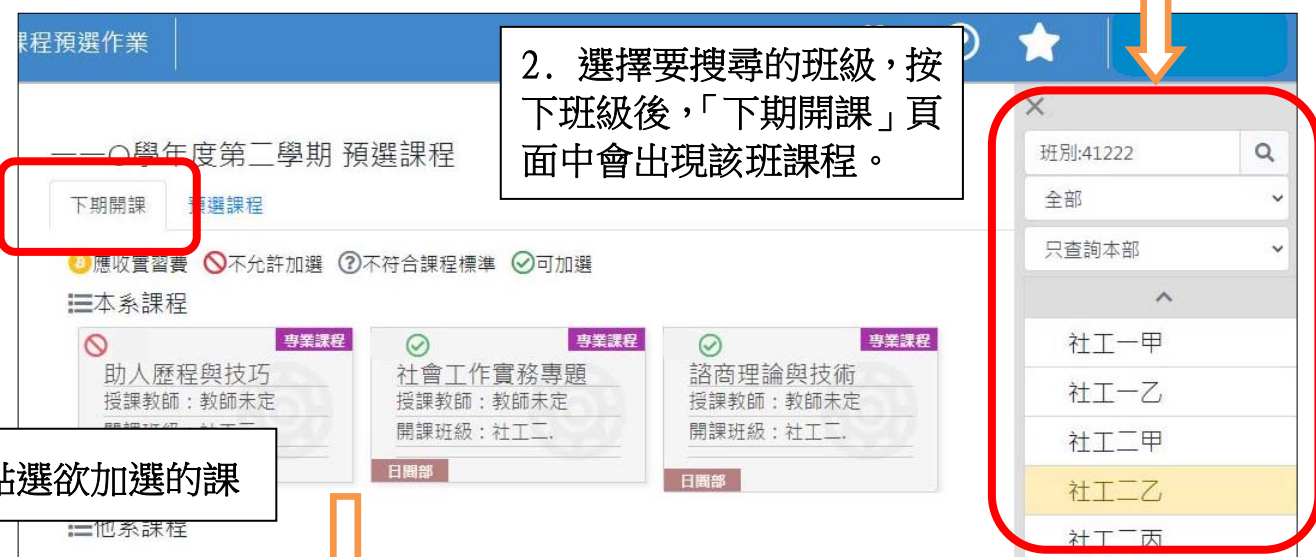 課程預選作業
2. 選擇要搜尋的班級，按
下班級後，「下期開課」頁
面中會出現該班課程。
一一○學年度第二學期 預選課程
下期開課
預選課程
應收實習費 不允許加選 不符合課程標準 可加選
本系課程
專業課程
助人歷程與技巧
授課教師：教師未定
專業課程
社會工作實務專題
授課教師：教師未定
開課班級：社工二.
日間部
專業課程
諮商理論與技術
授課教師：教師未定
開課班級：社工二.
日間部
點選欲加選的課
他系課程
班別:41222
全部
只查詢本部
社工一甲
社工一乙
社工二甲
社工二乙
社工二丙